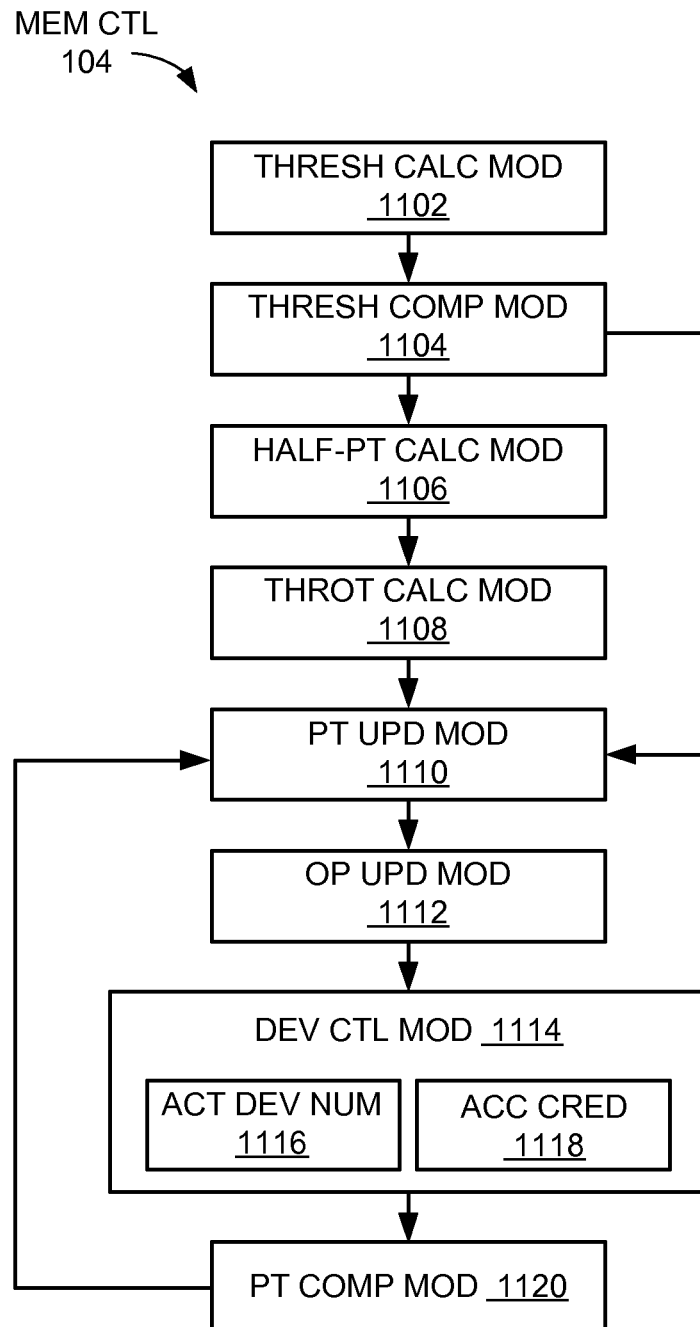 MEM CTL
104
THRESH CALC MOD
1102
THRESH COMP MOD
1104
HALF-PT CALC MOD
1106
THROT CALC MOD
1108
PT UPD MOD
1110
OP UPD MOD
1112
DEV CTL MOD 1114
ACT DEV NUM
1116
ACC CRED
1118
PT COMP MOD 1120